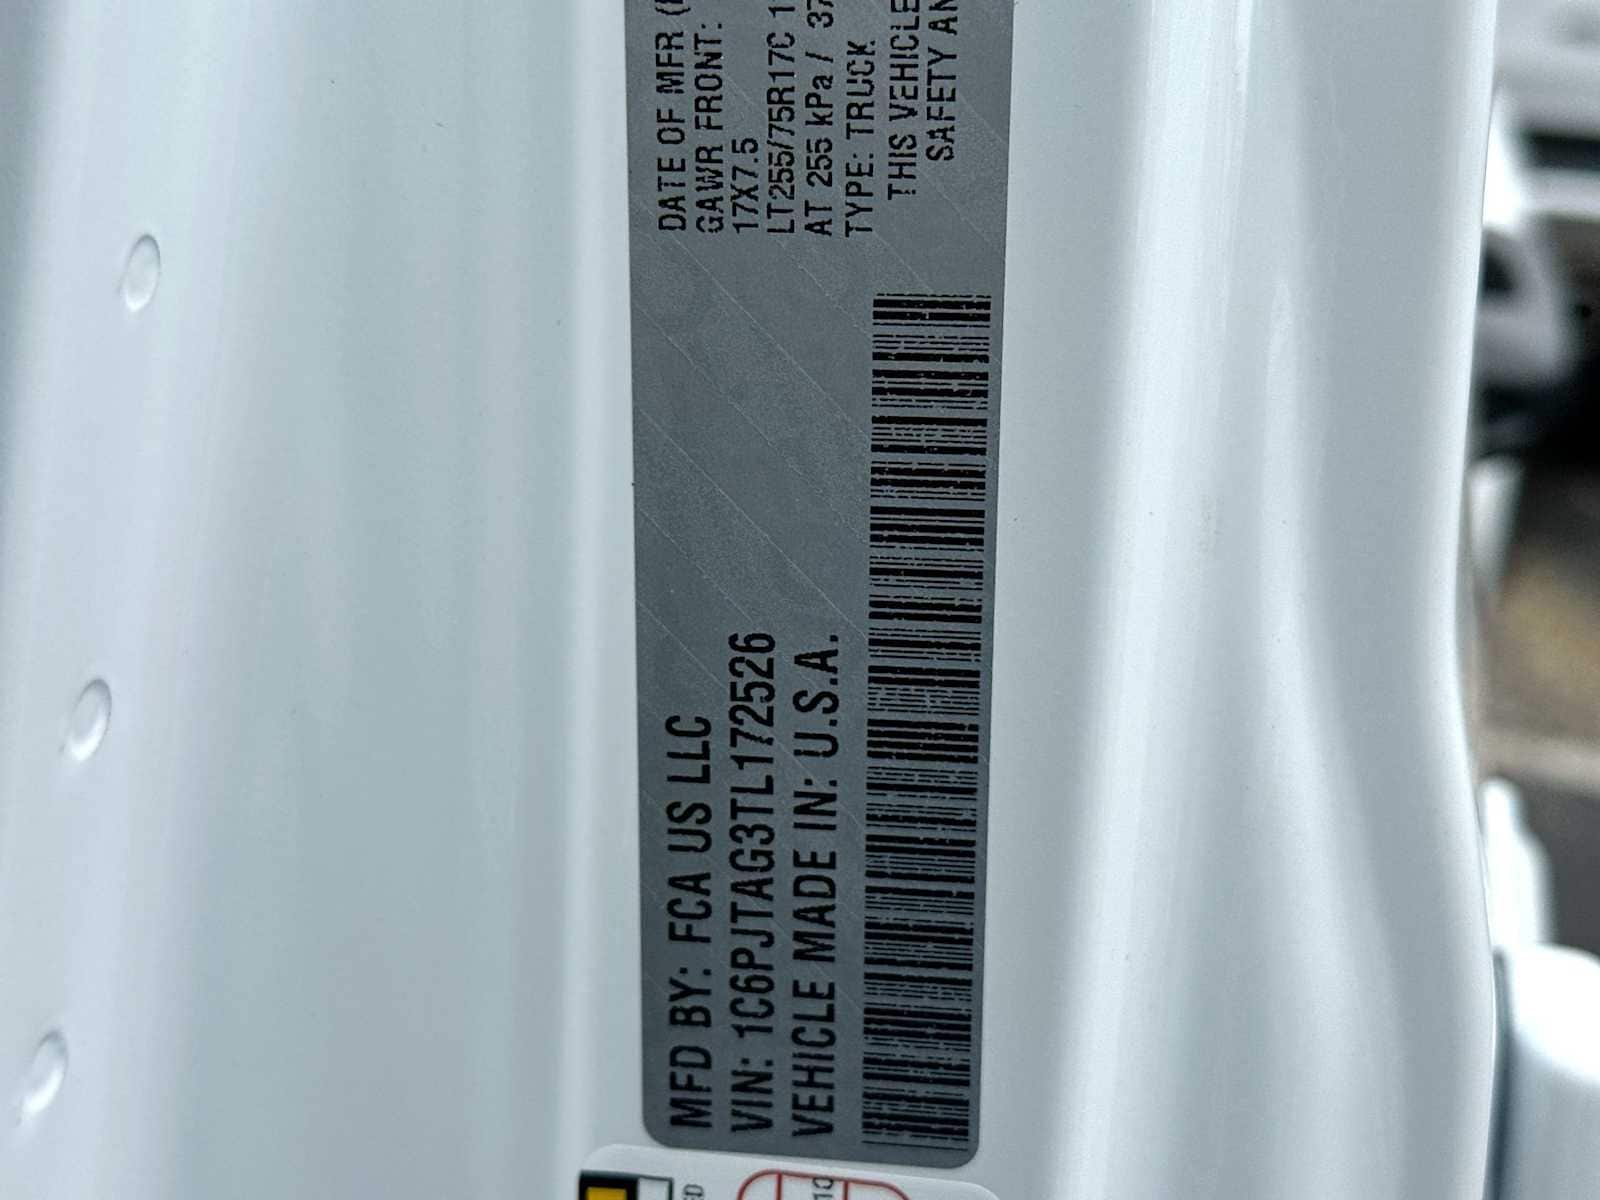 MFD BY: FCA US LLC
VIN: 1C6PJTAG3TL172526
VEHICLE MADE IN: U.S.A.
DATE OF MFR
GAWR FRONT:
17X7.5
LT255/75R17C
AT 255 kPa / 37
TYPE: TRUCK
THIS VEHICLE
SAFETY